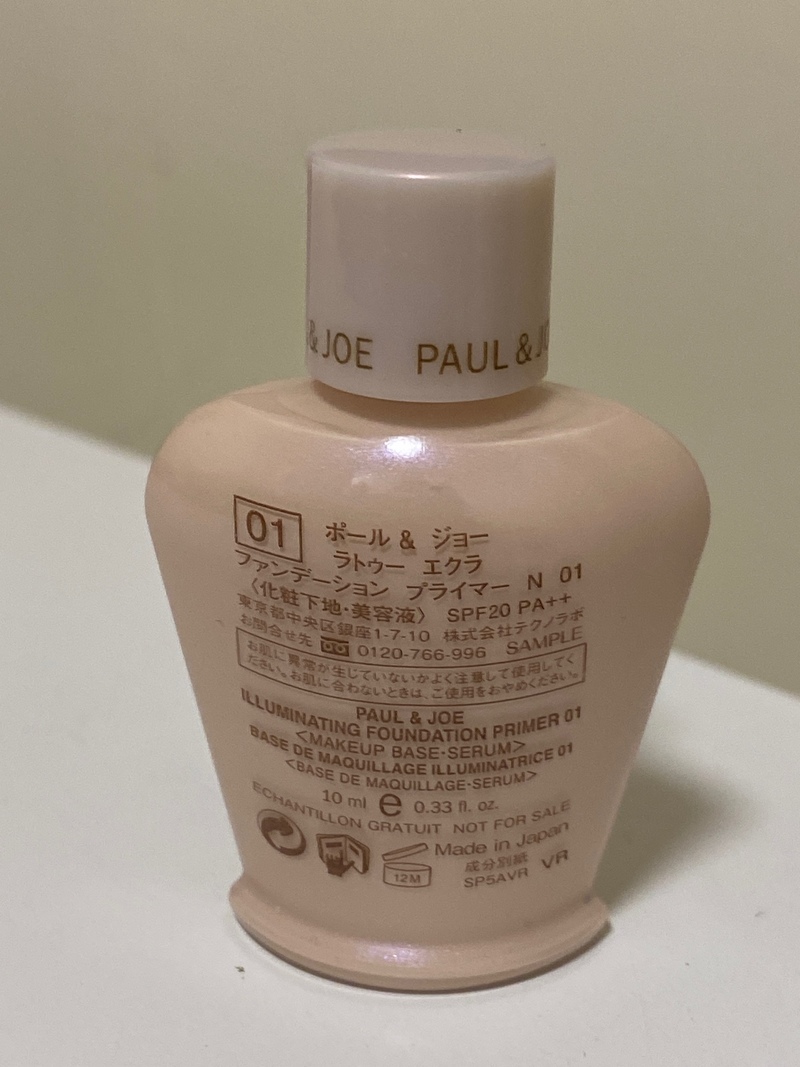 & JOE PAUL & J
01
ポール & ジョー
ラトゥー エクラ
ファンデーション プライマー N 01
〈化粧下地・美容液〉 SPF20 PA++
東京都中央区銀座1-7-10 株式会社テクノラボ
お問合せ先 0120-766-996 SAMPLE
お肌に異常が生じていないかよく注意して使用してく
ださい。お肌に合わないときは、ご使用をおやめください。
PAUL & JOE
ILLUMINATING FOUNDATION PRIMER 01
<MAKEUP BASE・SERUM>
BASE DE MAQUILLAGE ILLUMINATRICE 01
<BASE DE MAQUILLAGE・SERUM>
10 ml e 0.33 fl. oz.
ECHANTILLON GRATUIT NOT FOR SALE
Made in Japan
12M
成分別紙 VR
SP5AVR